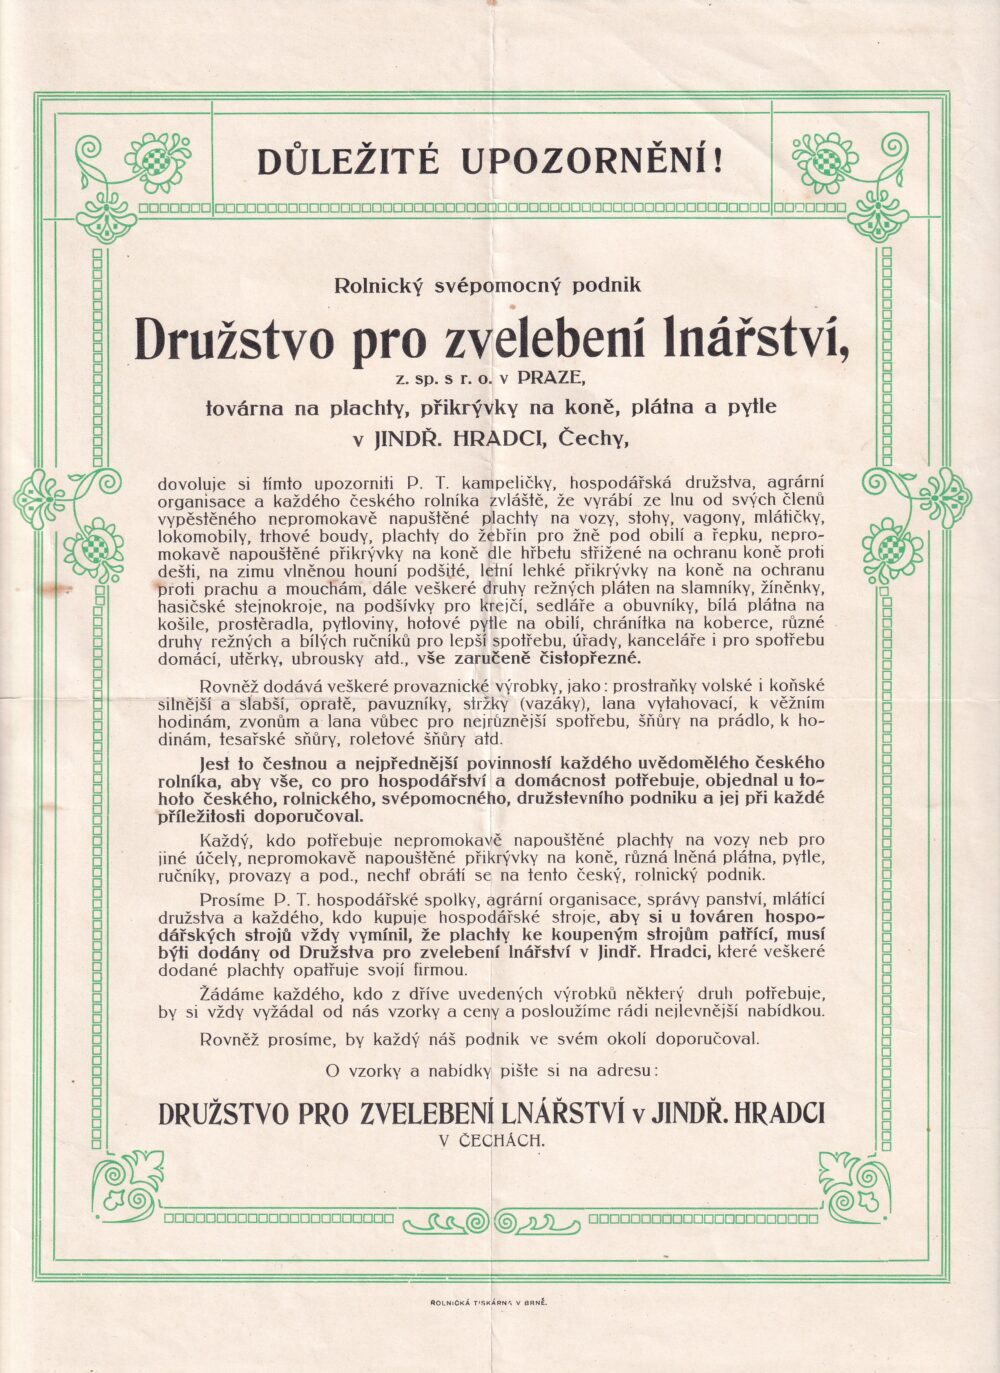 DŮLEŽITÉ UPOZORNĚNÍ!
Rolnický svépomocný podnik
Družstvo pro zvelebení lnářství,
z. sp. s r. o. v PRAZE,
továrna na plachty, přikrývky na koně, plátna a pytle
v JINDŘ. HRADCI, Čechy,
dovoluje si tímto upozorniti P. T. kampeličky, hospodářská družstva, agrární
organisace a každého českého rolníka zvláště, že vyrábí ze lnu od svých členů
vypěstěného nepromokavě napuštěné plachty na vozy, stohy, vagony, mlátičky,
lokomobily, trhové boudy, plachty do žebřin pro žně pod obilí a řepku, nepro-
mokavě napouštěné přikrývky na koně dle hřbetu střižené na ochranu koně proti
dešti, na zimu vlněnou houní podšité, letní lehké přikrývky na koně na ochranu
proti prachu a mouchám, dále veškeré druhy režných pláten na slamníky, žíněnky,
hasičské stejnokroje, na podšívky pro krejčí, sedláře a obuvníky, bílá plátna na
košile, prostěradla, pytloviny, hotové pytle na obilí, chránítka na koberce, různé
druhy režných a bílých ručníků pro lepší spotřebu, úřady, kanceláře i pro spotřebu
domácí, utěrky, ubrousky atd., vše zaručeně čistopřezné.
Rovněž dodává veškeré provaznické výrobky, jako: prostraňky volské i koňské
silnější a slabší, opratě, pavuzníky, stržky (vazáky), lana vytahovací, k věžním
hodinám, zvonům a lana vůbec pro nejrůznější spotřebu, šňůry na prádlo, k ho-
dinám, tesařské sňůry, roletové šňůry atd.
Jest to čestnou a nejpřednější povinností každého uvědomělého českého
rolníka, aby vše, co pro hospodářství a domácnost potřebuje, objednal u to-
hoto českého, rolnického, svépomocného, družstevního podniku a jej při každé
příležitosti doporučoval.
Každý, kdo potřebuje nepromokavě napouštěné plachty na vozy neb pro
jiné účely, nepromokavě napouštěné přikrývky na koně, různá lněná plátna, pytle,
ručníky, provazy a pod., nechť obrátí se na tento český, rolnický podnik.
Prosíme P. T. hospodářské spolky, agrární organisace, správy panství, mlátící
družstva a každého, kdo kupuje hospodářské stroje, aby si u továren hospo-
dářských strojů vždy vymínil, že plachty ke koupeným strojům patřící, musí
býti dodány od Družstva pro zvelebení lnářství v Jindř. Hradci, které veškeré
dodané plachty opatřuje svojí firmou.
Žádáme každého, kdo z dříve uvedených výrobků některý druh potřebuje,
by si vždy vyžádal od nás vzorky a ceny a posloužíme rádi nejlevnější nabídkou.
Rovněž prosíme, by každý náš podnik ve svém okolí doporučoval.
O vzorky a nabídky pište si na adresu:
DRUŽSTVO PRO ZVELEBENÍ LNÁŘSTVÍ v JINDŘ. HRADCI
V ČECHÁCH.
ROLNICKÁ TISKÁRNA V BRNĚ.